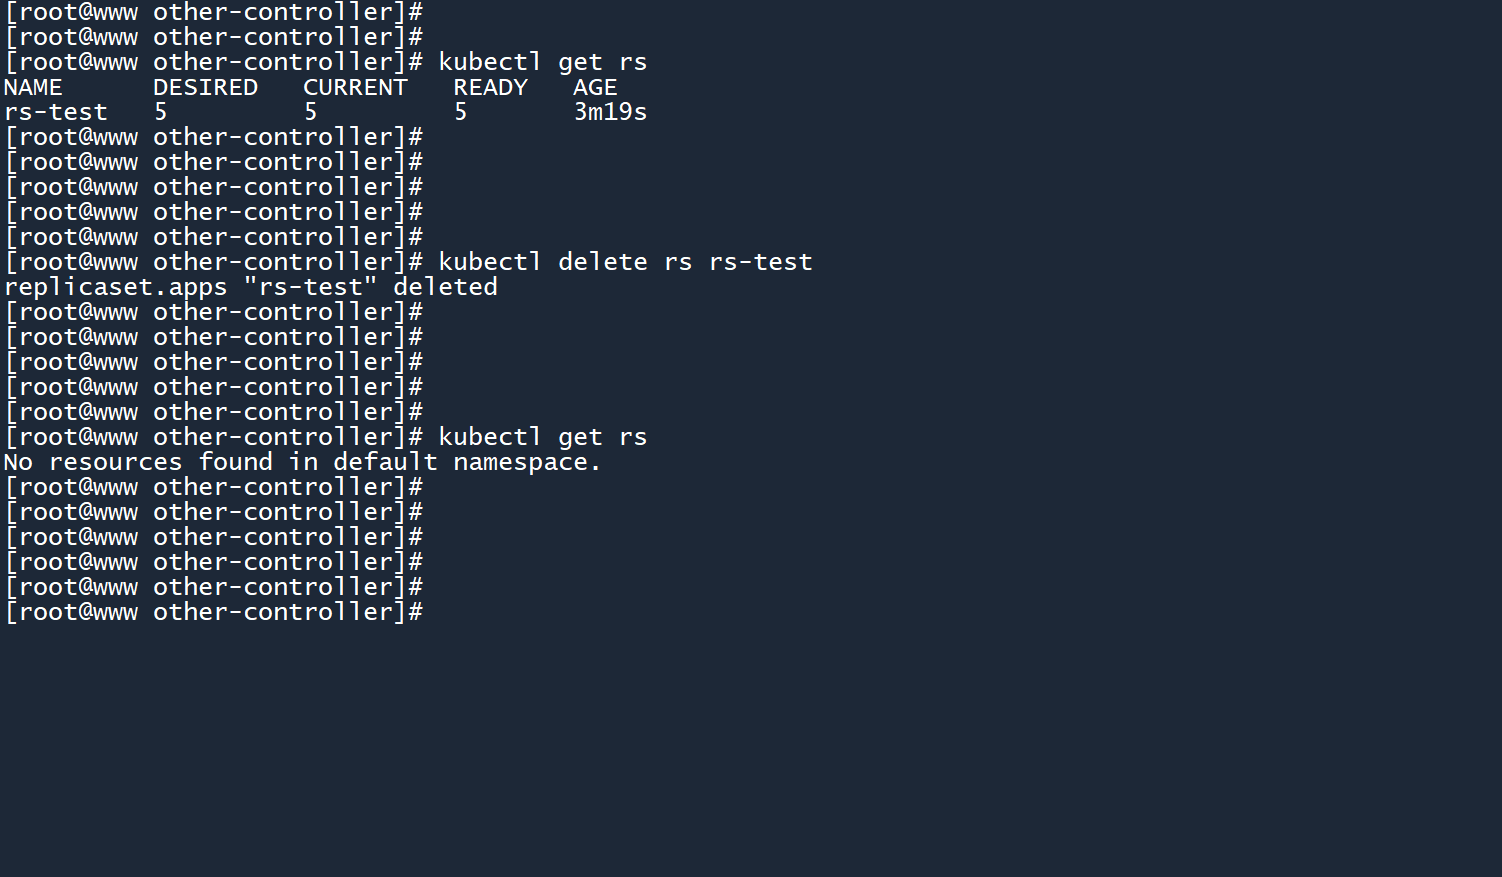 [root@www other-controller]#
[root@www other-controller]#
[root@www other-controller]# kubectl get rs
NAME      DESIRED   CURRENT   READY   AGE
rs-test   5         5         5       3m19s
[root@www other-controller]#
[root@www other-controller]#
[root@www other-controller]#
[root@www other-controller]#
[root@www other-controller]#
[root@www other-controller]# kubectl delete rs rs-test
replicaset.apps "rs-test" deleted
[root@www other-controller]#
[root@www other-controller]#
[root@www other-controller]#
[root@www other-controller]#
[root@www other-controller]#
[root@www other-controller]# kubectl get rs
No resources found in default namespace.
[root@www other-controller]#
[root@www other-controller]#
[root@www other-controller]#
[root@www other-controller]#
[root@www other-controller]#
[root@www other-controller]#